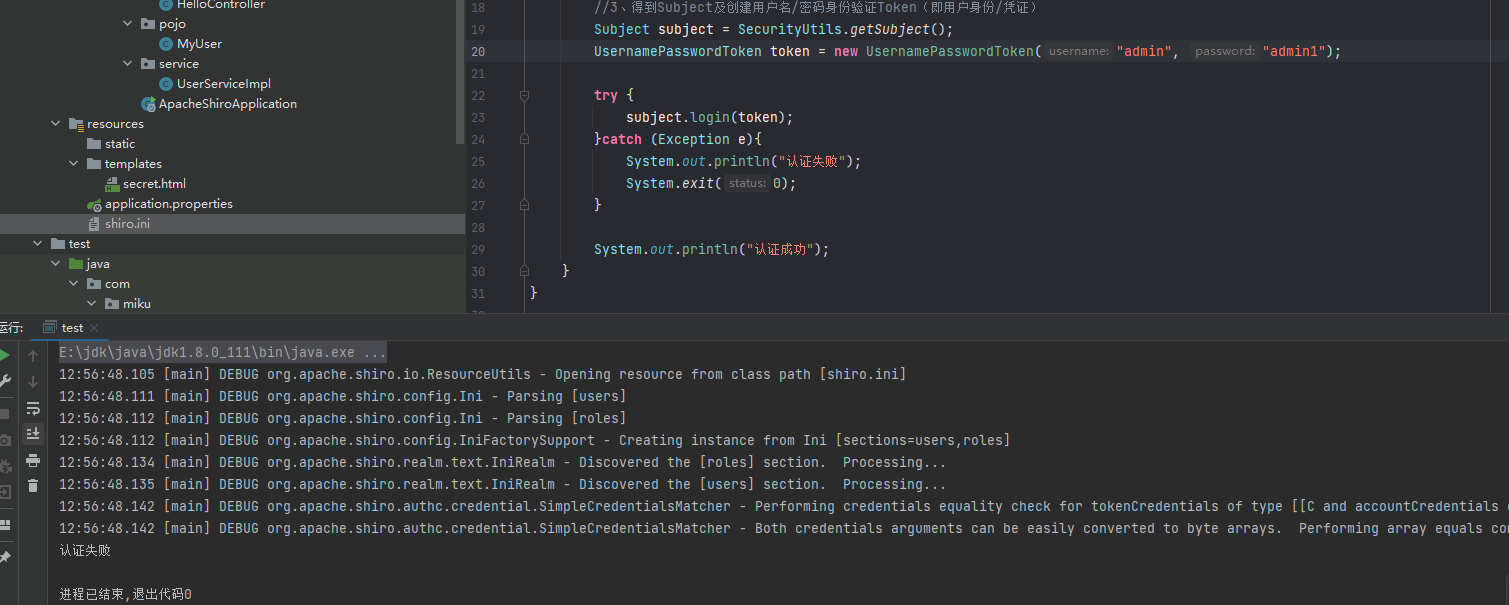 HelloController
pojo
MyUser
service
UserServiceImpl
ApacheShiroApplication
resources
static
templates
secret.html
application.properties
shiro.ini
test
java
com
miku
18 //3、得到Subject及创建用户名/密码身份验证Token（即用户身份/凭证）
19 Subject subject = SecurityUtils.getSubject();
20 UsernamePasswordToken token = new UsernamePasswordToken( username: "admin", password: "admin1");
21
22 try {
23 subject.login(token);
24 }catch (Exception e){
25 System.out.println("认证失败");
26 System.exit( status: 0);
27 }
28
29 System.out.println("认证成功");
30 }
31 }
运行: test
E:\jdk\java\jdk1.8.0_111\bin\java.exe ...
12:56:48.105 [main] DEBUG org.apache.shiro.io.ResourceUtils - Opening resource from class path [shiro.ini]
12:56:48.111 [main] DEBUG org.apache.shiro.config.Ini - Parsing [users]
12:56:48.112 [main] DEBUG org.apache.shiro.config.Ini - Parsing [roles]
12:56:48.112 [main] DEBUG org.apache.shiro.config.IniFactorySupport - Creating instance from Ini [sections=users,roles]
12:56:48.134 [main] DEBUG org.apache.shiro.realm.text.IniRealm - Discovered the [roles] section.  Processing...
12:56:48.135 [main] DEBUG org.apache.shiro.realm.text.IniRealm - Discovered the [users] section.  Processing...
12:56:48.142 [main] DEBUG org.apache.shiro.authc.credential.SimpleCredentialsMatcher - Performing credentials equality check for tokenCredentials of type [[C and accountCredentials
12:56:48.142 [main] DEBUG org.apache.shiro.authc.credential.SimpleCredentialsMatcher - Both credentials arguments can be easily converted to byte arrays.  Performing array equals
认证失败
进程已结束,退出代码0